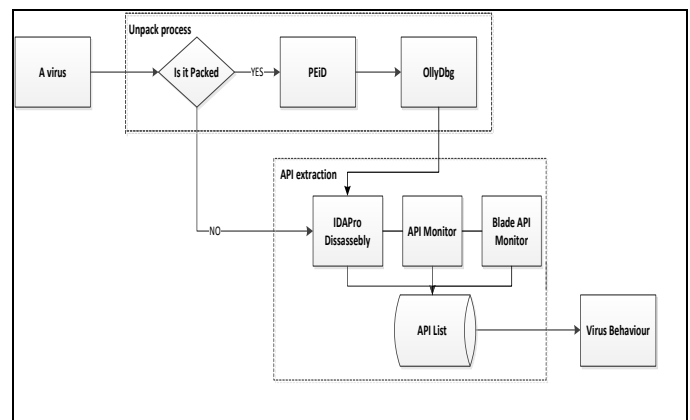 Unpack process
A virus
Is it Packed
YES
PEiD
OllyDbg
API extraction
NO
IDAPro
Dissassebly
API Monitor
Blade API
Monitor
API List
Virus Behaviour